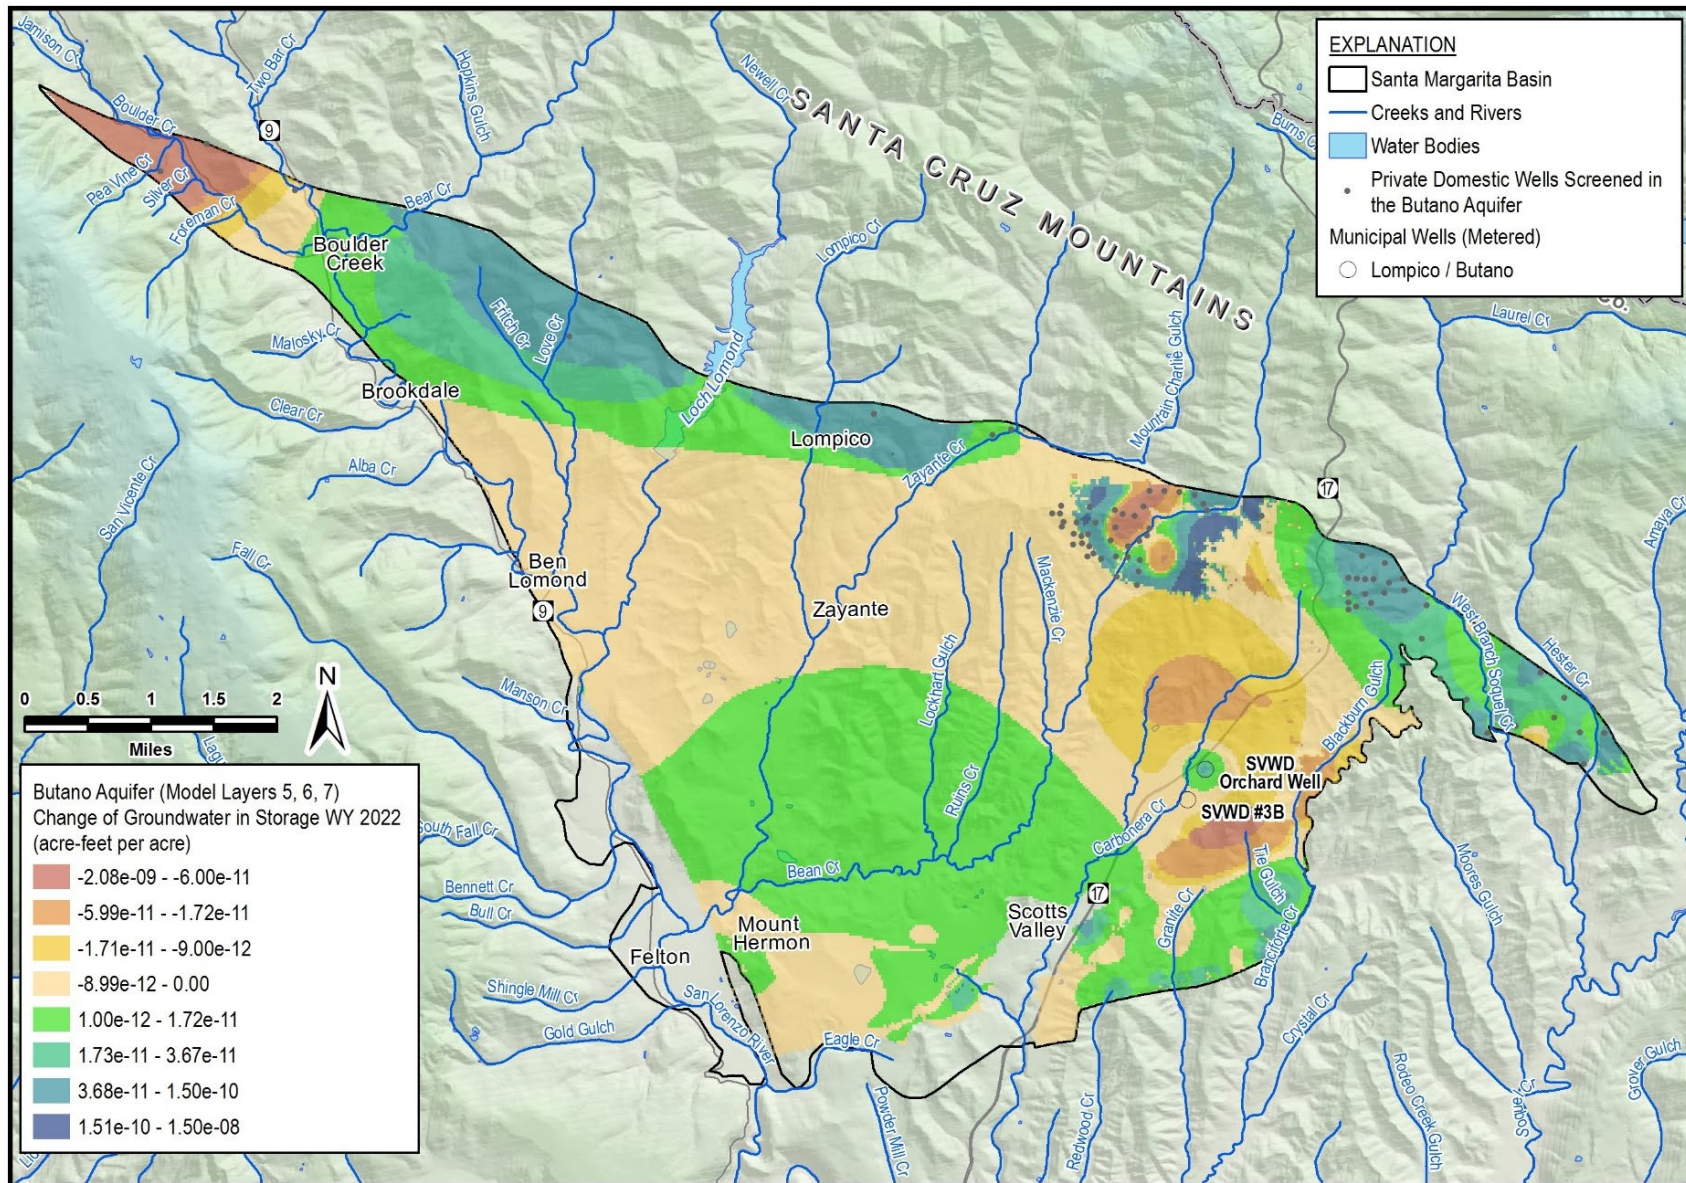 Jamison Cr
Two Bar Cr
Hopkins Gulch
Newell Cr
SANTA CRUZ MOUNTAINS
Burns Cr
Boulder Cr
9
Pea Vine Cr
Silver Cr
Foreman Cr
Bear Cr
Boulder
Creek
Lompico Cr
Fritch Cr
Love Cr
Malosky Cr
Loch Lomond
Mountain Charlie Gulch
Laurel Cr
Co.
Brookdale
Clear Cr
Lompico
Zayante Cr
Alba Cr
San Vicente Cr
17
Amaya Cr
Fall Cr
Ben
Lomond
9
Zayante
Mackenzie Cr
Lockhart Gulch
Ruins Cr
West Branch Soquel Cr
Hester Cr
Blackburn Gulch
Manson Cr
SVWD
Orchard Well
SVWD #3B
Carbonera Cr
South Fall Cr
Bean Cr
Bennett Cr
Bull Cr
Mount
Hermon
Scotts
Valley
17
Granite Cr
Tie Gulch
Branciforte Cr
Moores Gulch
Felton
Shingle Mill Cr
Gold Gulch
San Lorenzo River
Eagle Cr
Powder Mill Cr
Redwood Cr
Crystal Cr
Rodeo Creek Gulch
Soquel Cr
Grover Gulch
EXPLANATION
Santa Margarita Basin
Creeks and Rivers
Water Bodies
Private Domestic Wells Screened in
the Butano Aquifer
Municipal Wells (Metered)
Lompico / Butano
N
0 0.5 1 1.5 2
Miles
Butano Aquifer (Model Layers 5, 6, 7)
Change of Groundwater in Storage WY 2022
(acre-feet per acre)
-2.08e-09 - -6.00e-11
-5.99e-11 - -1.72e-11
-1.71e-11 - -9.00e-12
-8.99e-12 - 0.00
1.00e-12 - 1.72e-11
1.73e-11 - 3.67e-11
3.68e-11 - 1.50e-10
1.51e-10 - 1.50e-08